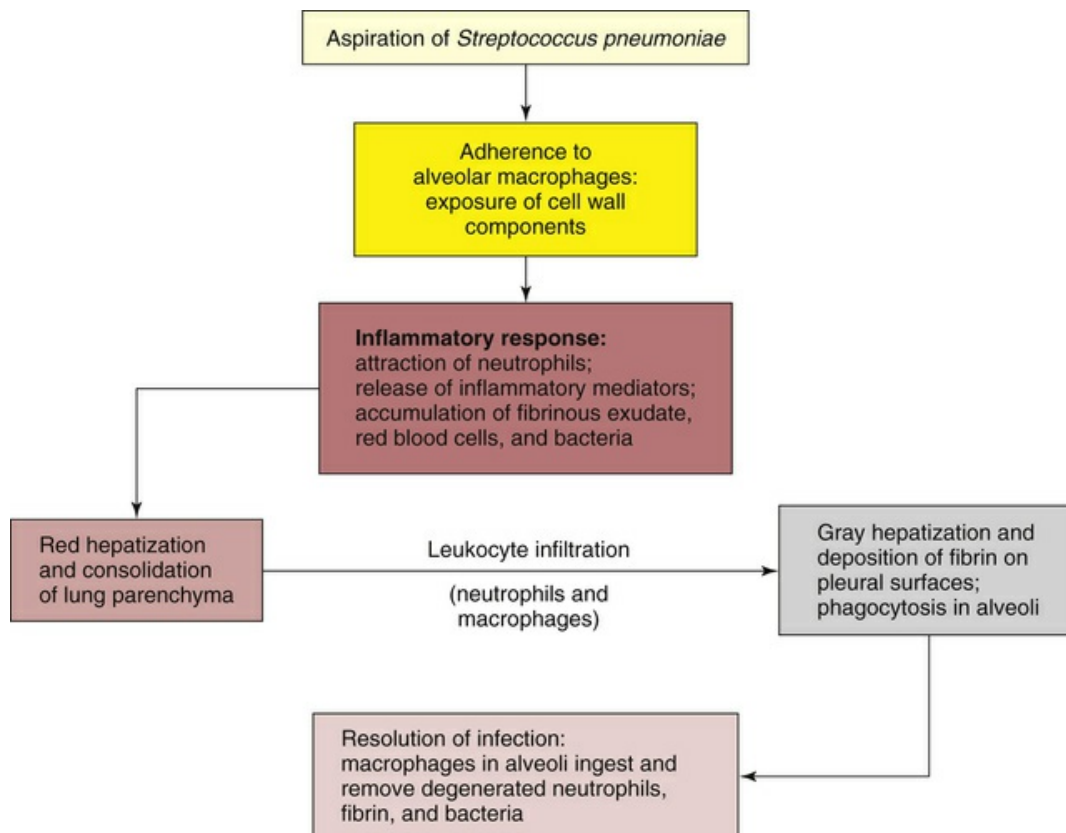 Aspiration of Streptococcus pneumoniae
Adherence to
alveolar macrophages:
exposure of cell wall
components
Inflammatory response:
attraction of neutrophils;
release of inflammatory mediators;
accumulation of fibrinous exudate,
red blood cells, and bacteria
Red hepatization
and consolidation
of lung parenchyma
Leukocyte infiltration
(neutrophils and
macrophages)
Gray hepatization and
deposition of fibrin on
pleural surfaces;
phagocytosis in alveoli
Resolution of infection:
macrophages in alveoli ingest and
remove degenerated neutrophils,
fibrin, and bacteria